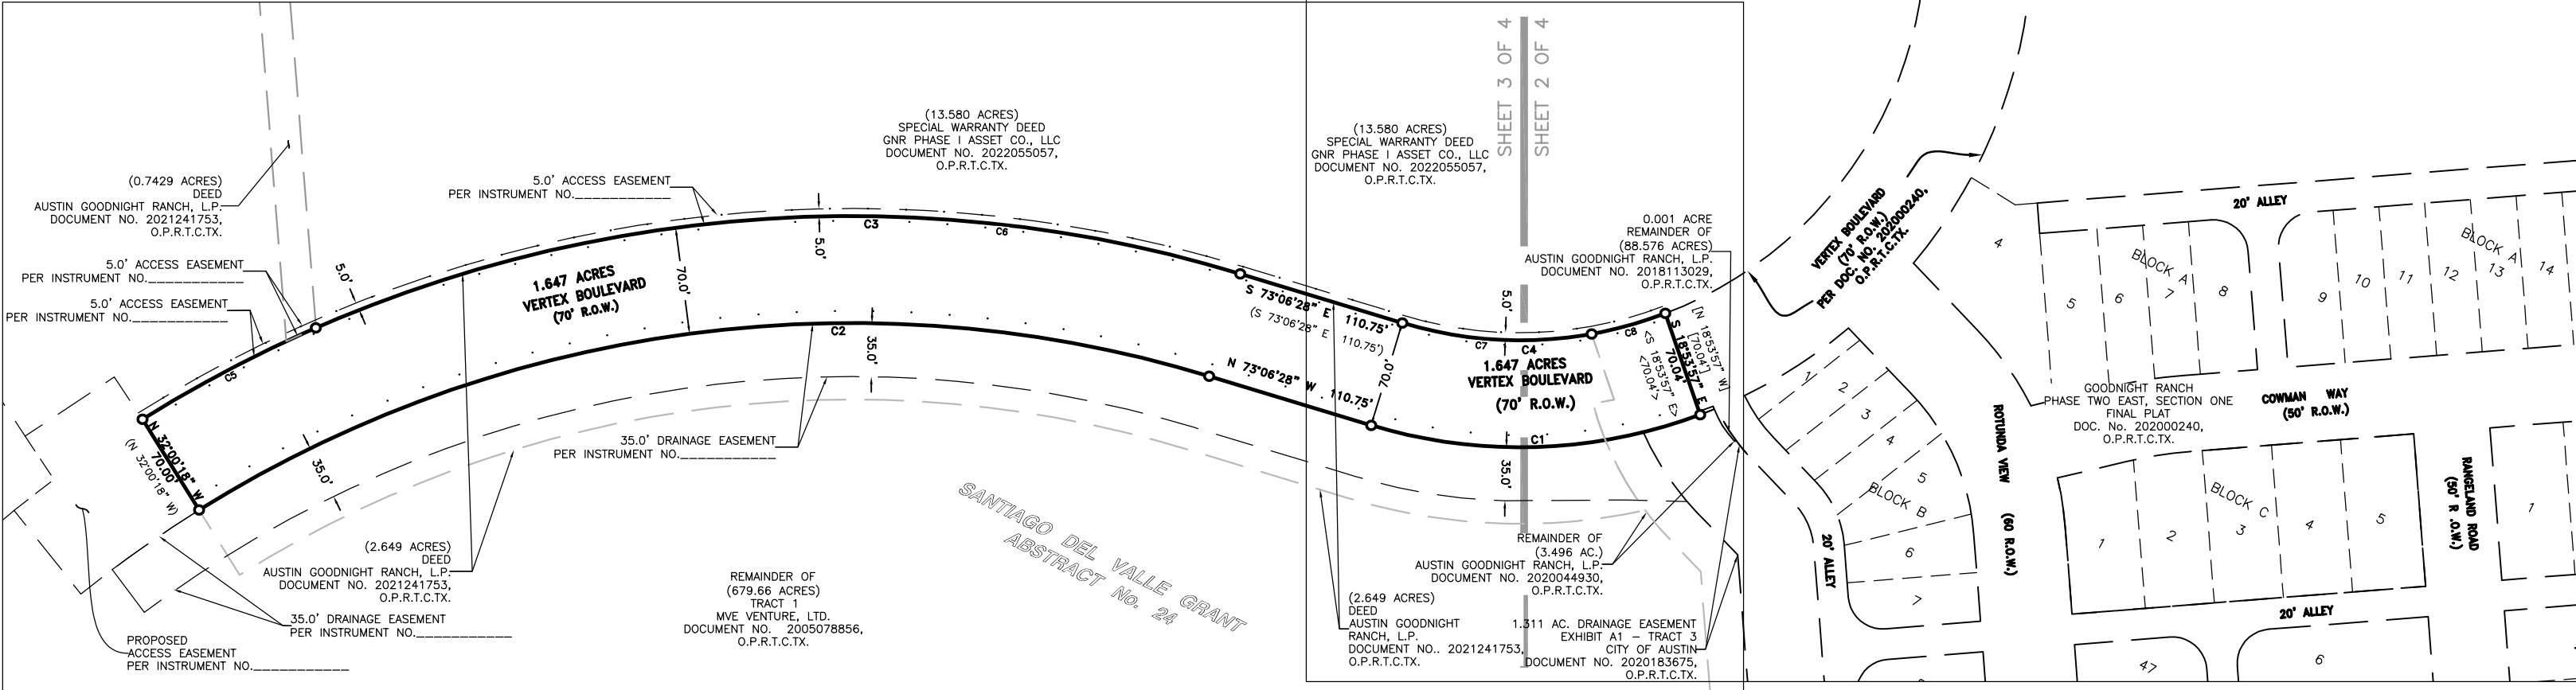 (0.7429 ACRES)
DEED
AUSTIN GOODNIGHT RANCH, L.P.
DOCUMENT NO. 2021241753,
O.P.R.T.C.TX.
5.0' ACCESS EASEMENT
PER INSTRUMENT NO.____________
5.0' ACCESS EASEMENT
PER INSTRUMENT NO.____________
5.0' ACCESS EASEMENT
PER INSTRUMENT NO.____________
(13.580 ACRES)
SPECIAL WARRANTY DEED
GNR PHASE I ASSET CO., LLC
DOCUMENT NO. 2022055057,
O.P.R.T.C.TX.
5.0'
5.0'
C3
C6
C5
1.647 ACRES
VERTEX BOULEVARD
(70' R.O.W.)
70.0'
C2
35.0'
35.0'
N 32°00'18" W
70.00'
(N 32°00'18" W)
S 73°06'28" E 110.75'
(S 73°06'28" E 110.75')
N 73°06'28" W 110.75'
35.0' DRAINAGE EASEMENT
PER INSTRUMENT NO.____________
(2.649 ACRES)
DEED
AUSTIN GOODNIGHT RANCH, L.P.
DOCUMENT NO. 2021241753,
O.P.R.T.C.TX.
35.0' DRAINAGE EASEMENT
PER INSTRUMENT NO.____________
PROPOSED
ACCESS EASEMENT
PER INSTRUMENT NO.____________
REMAINDER OF
(679.66 ACRES)
TRACT 1
MVE VENTURE, LTD.
DOCUMENT NO. 2005078856,
O.P.R.T.C.TX.
SANTIAGO DEL VALLE GRANT
ABSTRACT No. 24
SHEET 3 OF 4
SHEET 2 OF 4
(13.580 ACRES)
SPECIAL WARRANTY DEED
GNR PHASE I ASSET CO., LLC
DOCUMENT NO. 2022055057,
O.P.R.T.C.TX.
0.001 ACRE
REMAINDER OF
(88.576 ACRES)
AUSTIN GOODNIGHT RANCH, L.P.
DOCUMENT NO. 2018113029,
O.P.R.T.C.TX.
5.0'
C7
C4
C8
70.0'
1.647 ACRES
VERTEX BOULEVARD
(70' R.O.W.)
C1
35.0'
[N 18°53'57" W]
[70.04']
S 18°53'57" E
70.04'
<S 18°53'57" E>
<70.04'>
REMAINDER OF
(3.496 AC.)
AUSTIN GOODNIGHT RANCH, L.P.
DOCUMENT NO. 2020044930,
O.P.R.T.C.TX.
(2.649 ACRES)
DEED
AUSTIN GOODNIGHT
RANCH, L.P.
DOCUMENT NO.. 2021241753,
O.P.R.T.C.TX.
1.311 AC. DRAINAGE EASEMENT
EXHIBIT A1 – TRACT 3
CITY OF AUSTIN
DOCUMENT NO. 2020183675,
O.P.R.T.C.TX.
VERTEX BOULEVARD
(70' R.O.W.)
PER DOC. NO. 202000240,
O.P.R.T.C.TX.
20' ALLEY
4
5
6
BLOCK A
7
8
9
10
11
12
BLOCK A
13
14
GOODNIGHT RANCH
PHASE TWO EAST, SECTION ONE
FINAL PLAT
DOC. No. 202000240,
O.P.R.T.C.TX.
COWMAN WAY
(50' R.O.W.)
ROTUNDA VIEW (60 R.O.W.)
1
2
3
4
5
BLOCK B
6
7
20' ALLEY
1
2
BLOCK C
3
4
5
RANGELAND ROAD
(50' R .O.W.)
1
20' ALLEY
47
6